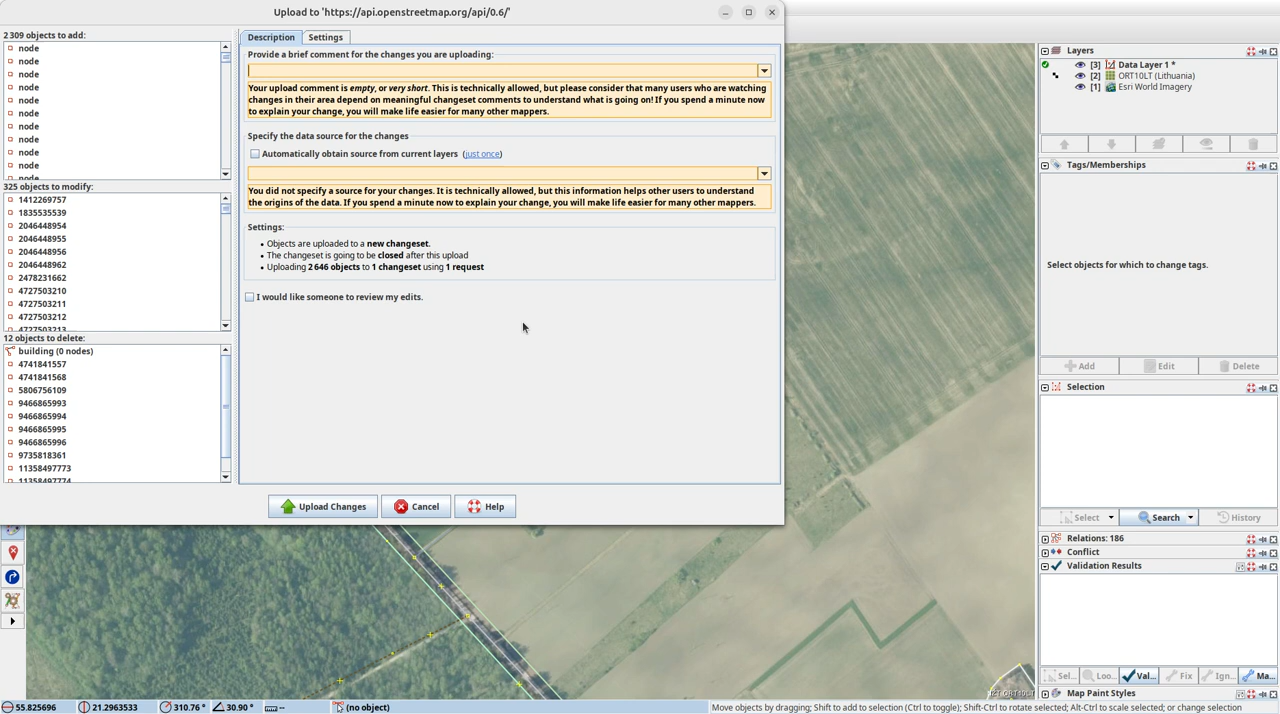 Upload to 'https://api.openstreetmap.org/api/0.6/'
2 309 objects to add:
node
node
node
node
node
node
node
node
node
node
325 objects to modify:
1412269757
1835535539
2046448954
2046448955
2046448956
2046448962
2478231662
4727503210
4727503211
4727503212
4727503213
12 objects to delete:
building (0 nodes)
4741841557
4741841568
5806756109
9466865993
9466865994
9466865995
9466865996
9735818361
11358497773
11358497774
Description
Settings
Provide a brief comment for the changes you are uploading:
Your upload comment is empty, or very short. This is technically allowed, but please consider that many users who are watching
changes in their area depend on meaningful changeset comments to understand what is going on! If you spend a minute now
to explain your change, you will make life easier for many other mappers.
Specify the data source for the changes
Automatically obtain source from current layers (just once)
You did not specify a source for your changes. It is technically allowed, but this information helps other users to understand
the origins of the data. If you spend a minute now to explain your change, you will make life easier for many other mappers.
Settings:
• Objects are uploaded to a new changeset.
• The changeset is going to be closed after this upload
• Uploading 2 646 objects to 1 changeset using 1 request
I would like someone to review my edits.
Upload Changes
Cancel
Help
Layers
[3] Data Layer 1 *
[2] ORT10LT (Lithuania)
[1] Esri World Imagery
Tags/Memberships
Select objects for which to change tags.
Add
Edit
Delete
Selection
Select
Search
History
Relations: 186
Conflict
Validation Results
Sel...
Loo...
Val...
Fix
Ign...
Ma...
Map Paint Styles
55.825696
21.2963533
310.76 °
30.90 °
--
(no object)
Move objects by dragging; Shift to add to selection (Ctrl to toggle); Shift-Ctrl to rotate selected; Alt-Ctrl to scale selected; or change selection